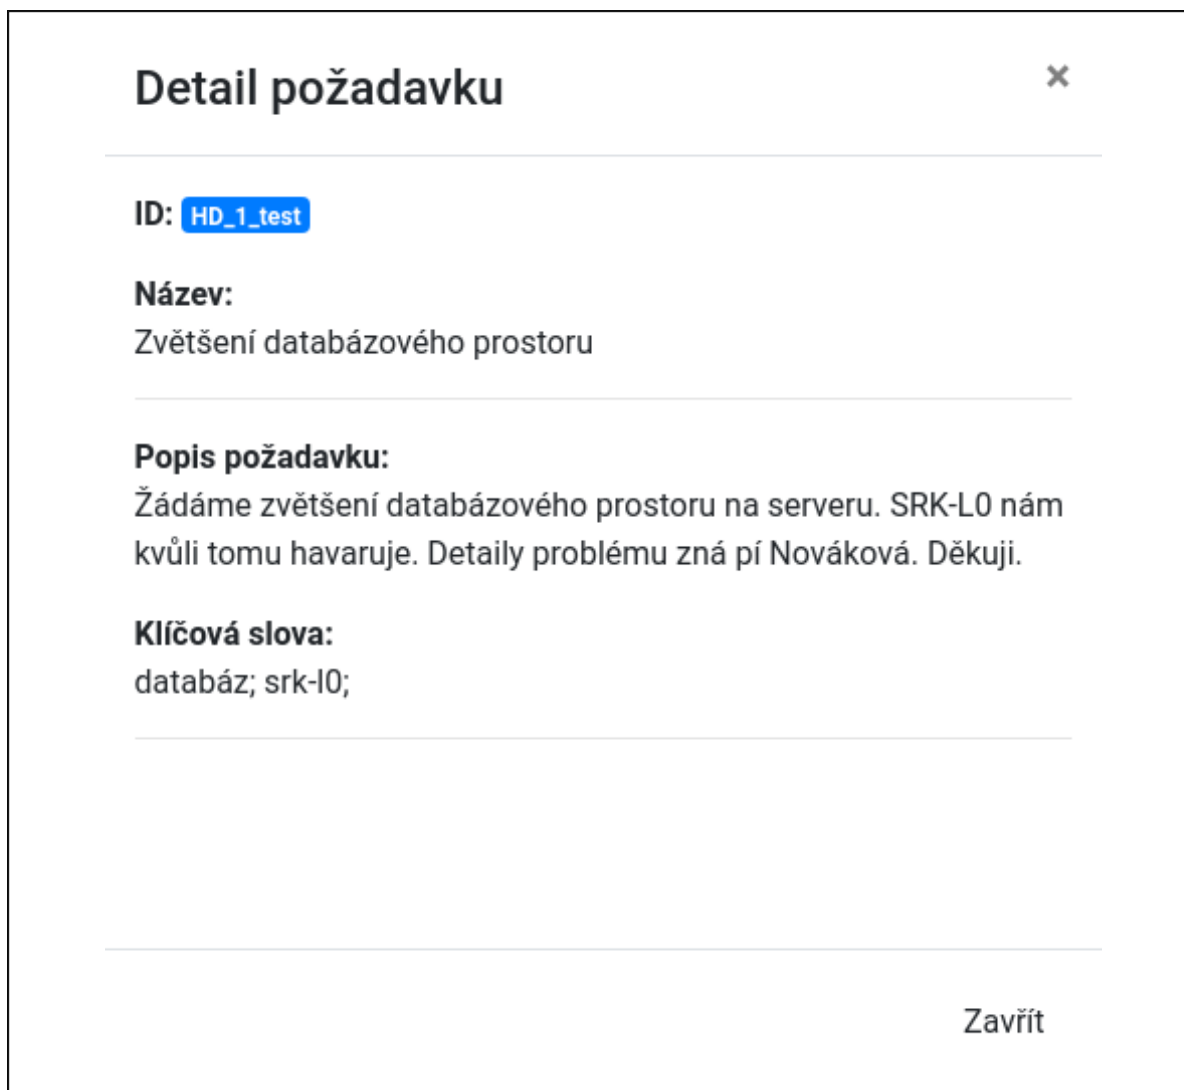 Detail požadavku ×
ID: HD_1_test
Název:
Zvětšení databázového prostoru
Popis požadavku:
Žádáme zvětšení databázového prostoru na serveru. SRK-L0 nám
kvůli tomu havaruje. Detaily problému zná pí Nováková. Děkuji.
Klíčová slova:
databáz; srk-l0;
Zavřít